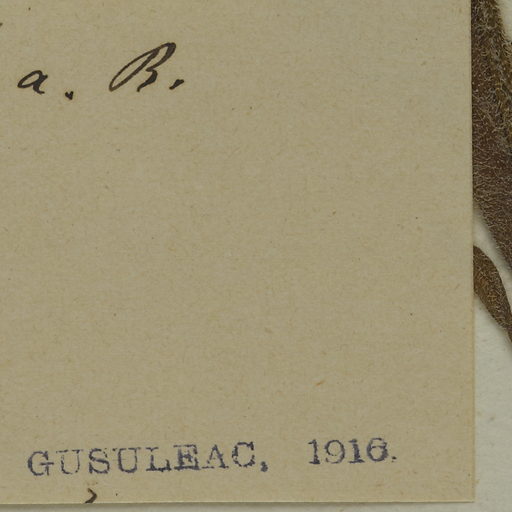 a. B.
GUSULEAC, 1916.